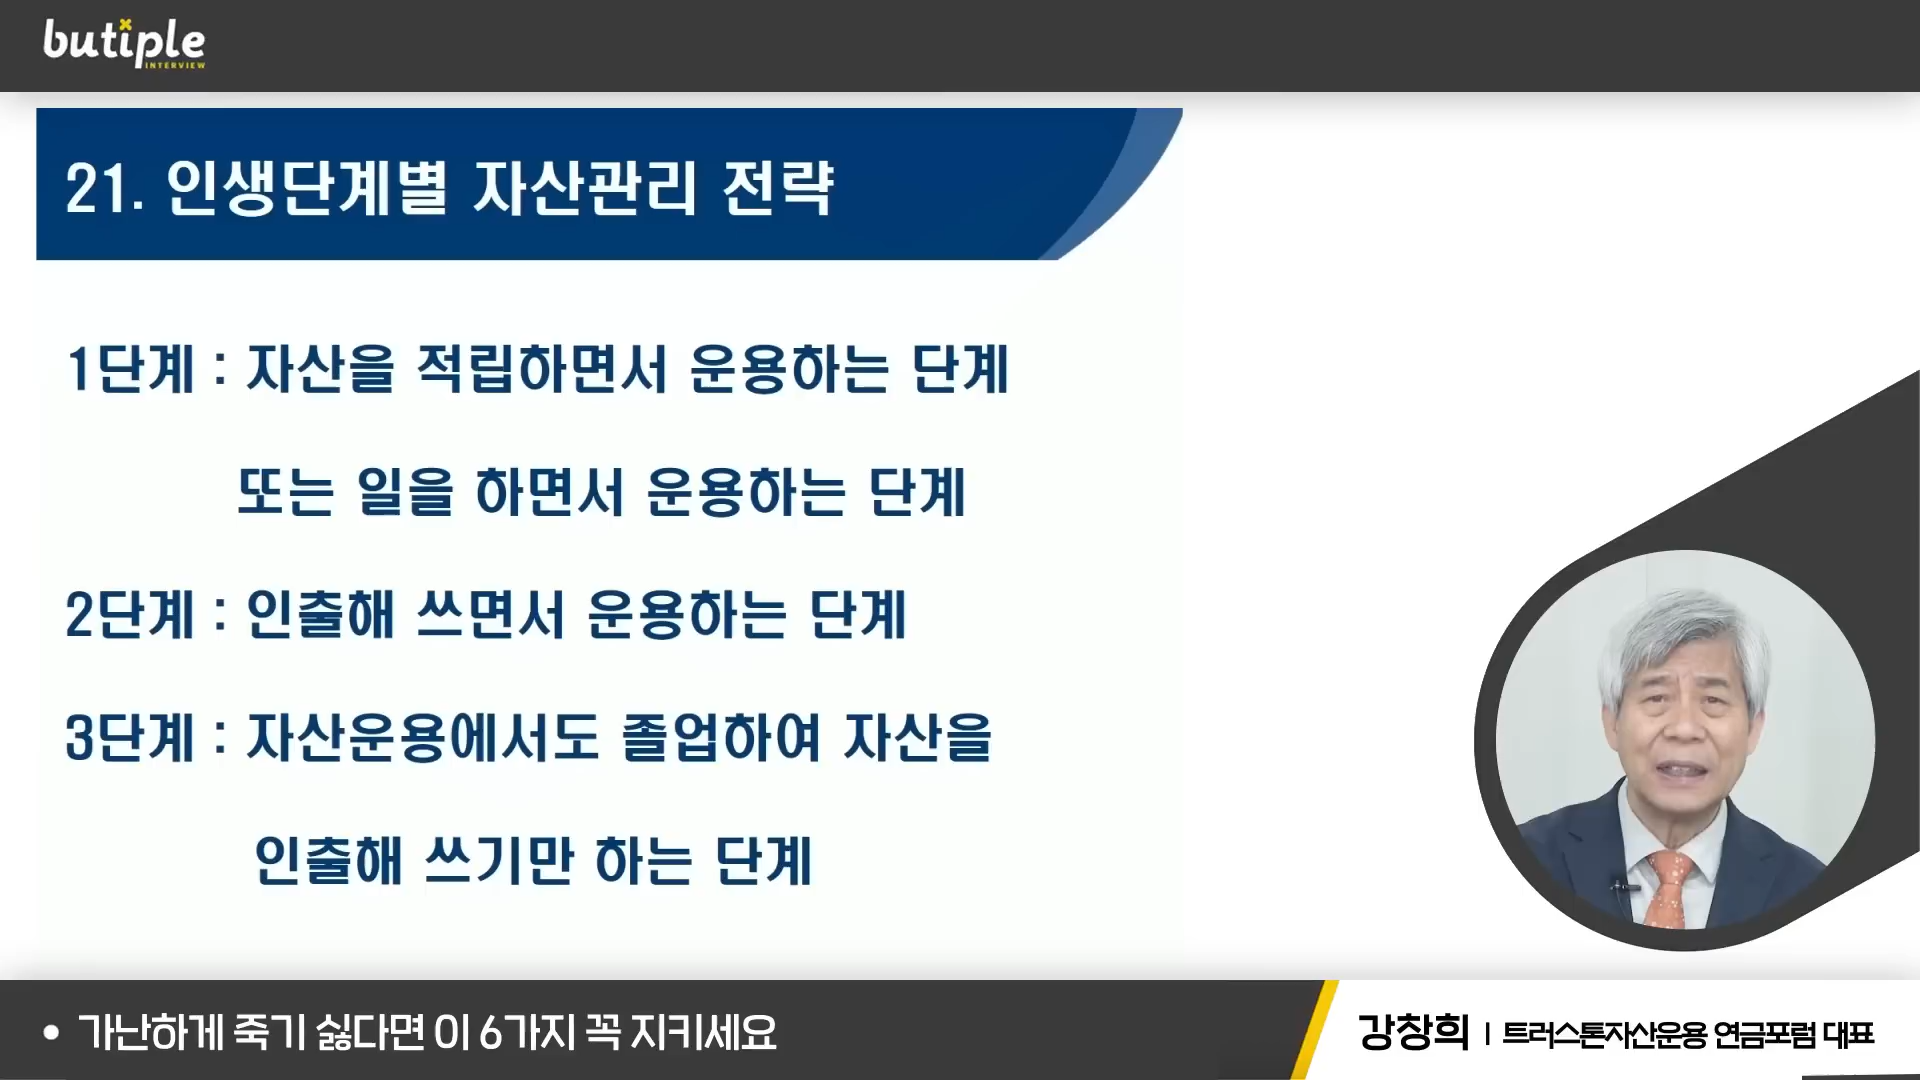 butiple
INTERVIEW
21. 인생단계별 자산관리 전략
1단계 : 자산을 적립하면서 운용하는 단계
또는 일을 하면서 운용하는 단계
2단계 : 인출해 쓰면서 운용하는 단계
3단계 : 자산운용에서도 졸업하여 자산을
인출해 쓰기만 하는 단계
• 가난하게 죽기 싫다면 이 6가지 꼭 지키세요
강창희 | 트러스톤자산운용 연금포럼 대표